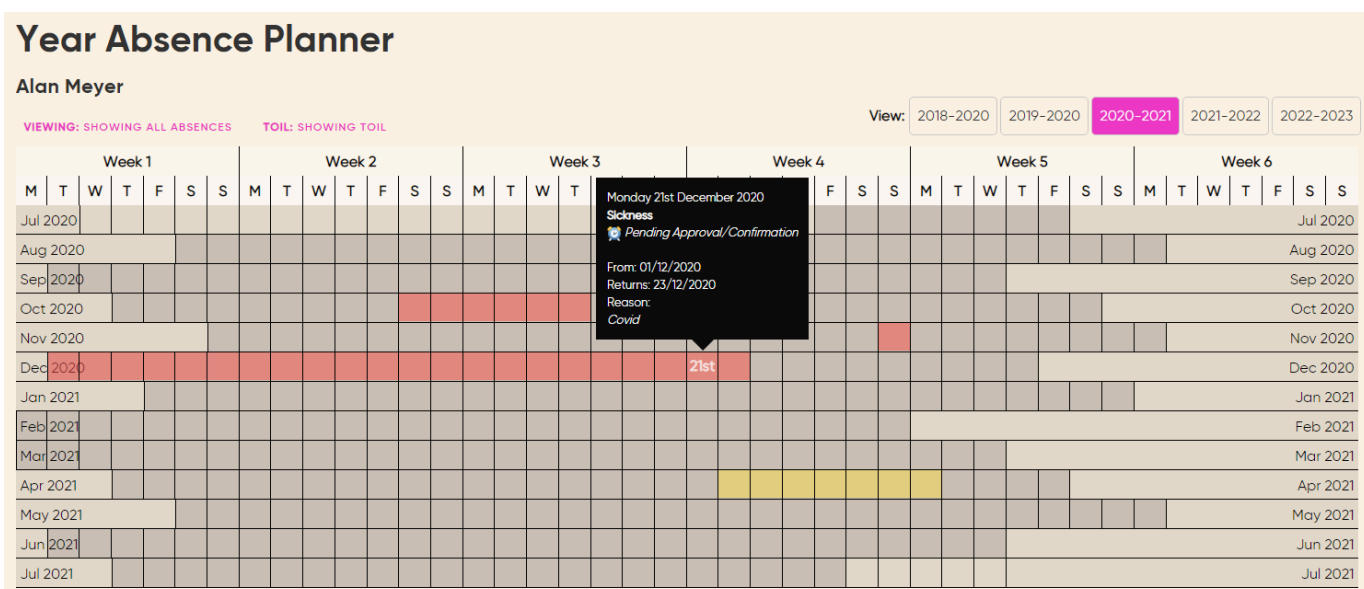 Year Absence Planner
Alan Meyer
VIEWING: SHOWING ALL ABSENCES TOIL: SHOWING TOIL
View: 2018-2020 2019-2020 2020-2021 2021-2022 2022-2023
Week 1 Week 2 Week 3 Week 4 Week 5 Week 6
M T W T F S S M T W T F S S M T W T F S S M T W T F S S M T W T F S S
Monday 21st December 2020
Sickness
⏰ Pending Approval/Confirmation
From: 01/12/2020
Returns: 23/12/2020
Reason:
Covid
Jul 2020 Jul 2020
Aug 2020 Aug 2020
Sep 2020 Sep 2020
Oct 2020 Oct 2020
Nov 2020 Nov 2020
Dec 2020 21st Dec 2020
Jan 2021 Jan 2021
Feb 2021 Feb 2021
Mar 2021 Mar 2021
Apr 2021 Apr 2021
May 2021 May 2021
Jun 2021 Jun 2021
Jul 2021 Jul 2021